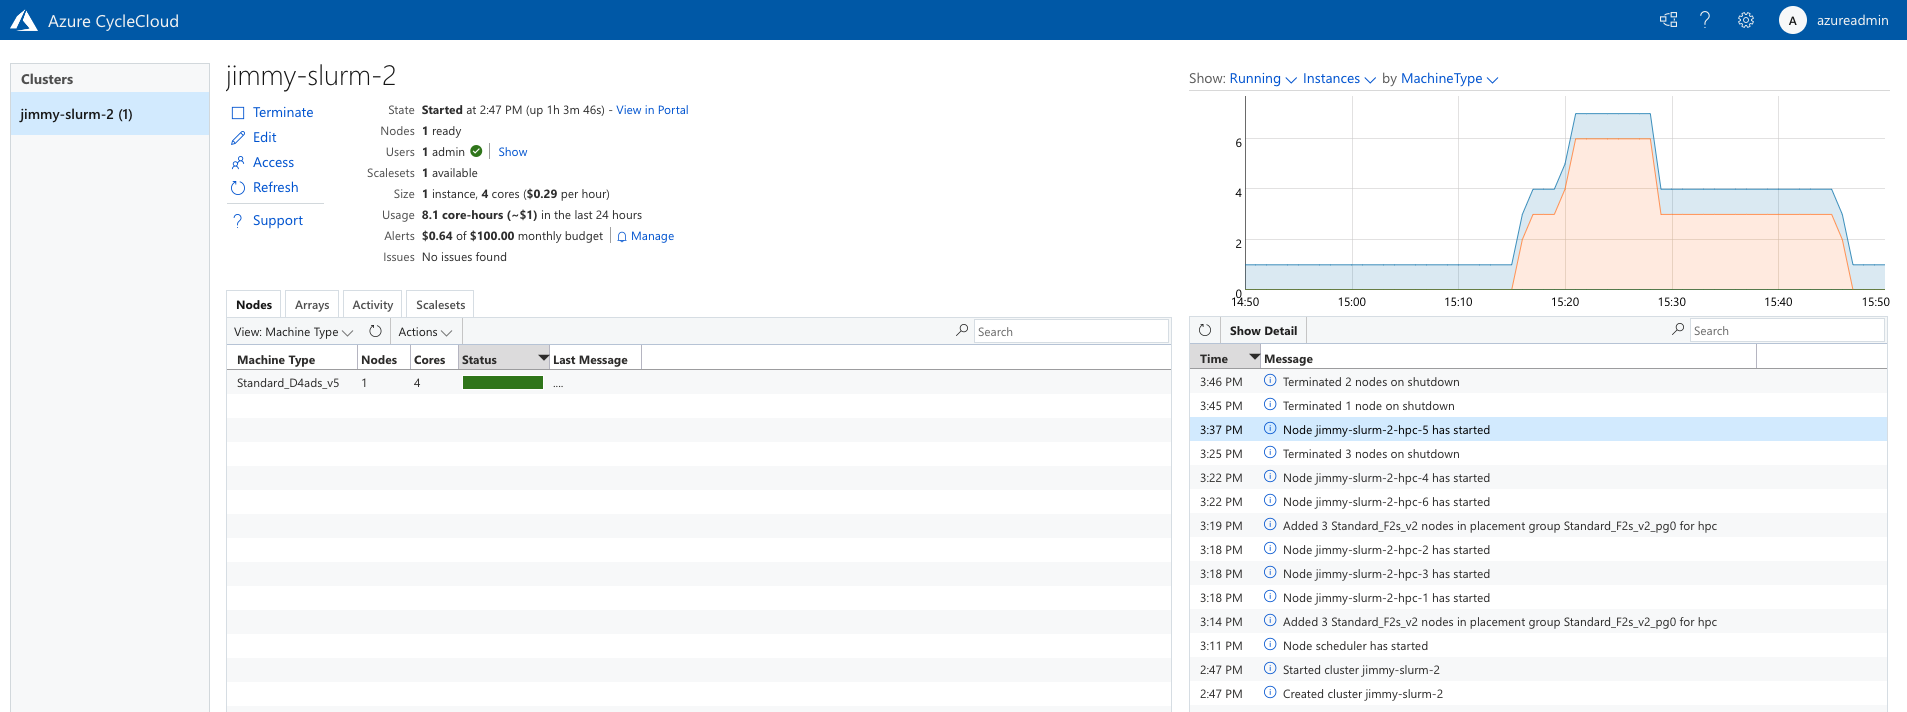 Azure CycleCloud
A
azureadmin
Clusters
jimmy-slurm-2 (1)
jimmy-slurm-2
Terminate
Edit
Access
Refresh
? Support
State Started at 2:47 PM (up 1h 3m 46s) - View in Portal
Nodes 1 ready
Users 1 admin | Show
Scalesets 1 available
Size 1 instance, 4 cores ($0.29 per hour)
Usage 8.1 core-hours (~$1) in the last 24 hours
Alerts $0.64 of $100.00 monthly budget | Manage
Issues No issues found
Nodes Arrays Activity Scalesets
View: Machine Type Actions Search
Machine Type Nodes Cores Status Last Message
Standard_D4ads_v5 1 4 ....
Show: Running Instances by MachineType
6
4
2
0
14:50 15:00 15:10 15:20 15:30 15:40 15:50
Show Detail Search
Time Message
3:46 PM Terminated 2 nodes on shutdown
3:45 PM Terminated 1 node on shutdown
3:37 PM Node jimmy-slurm-2-hpc-5 has started
3:25 PM Terminated 3 nodes on shutdown
3:22 PM Node jimmy-slurm-2-hpc-4 has started
3:22 PM Node jimmy-slurm-2-hpc-6 has started
3:19 PM Added 3 Standard_F2s_v2 nodes in placement group Standard_F2s_v2_pg0 for hpc
3:18 PM Node jimmy-slurm-2-hpc-2 has started
3:18 PM Node jimmy-slurm-2-hpc-3 has started
3:18 PM Node jimmy-slurm-2-hpc-1 has started
3:14 PM Added 3 Standard_F2s_v2 nodes in placement group Standard_F2s_v2_pg0 for hpc
3:11 PM Node scheduler has started
2:47 PM Started cluster jimmy-slurm-2
2:47 PM Created cluster jimmy-slurm-2